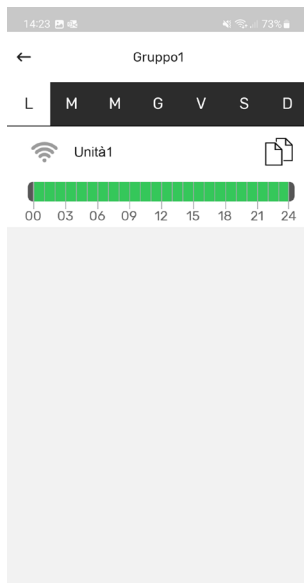 14:23 73%
Gruppo1
L M M G V S D
Unità1
00 03 06 09 12 15 18 21 24